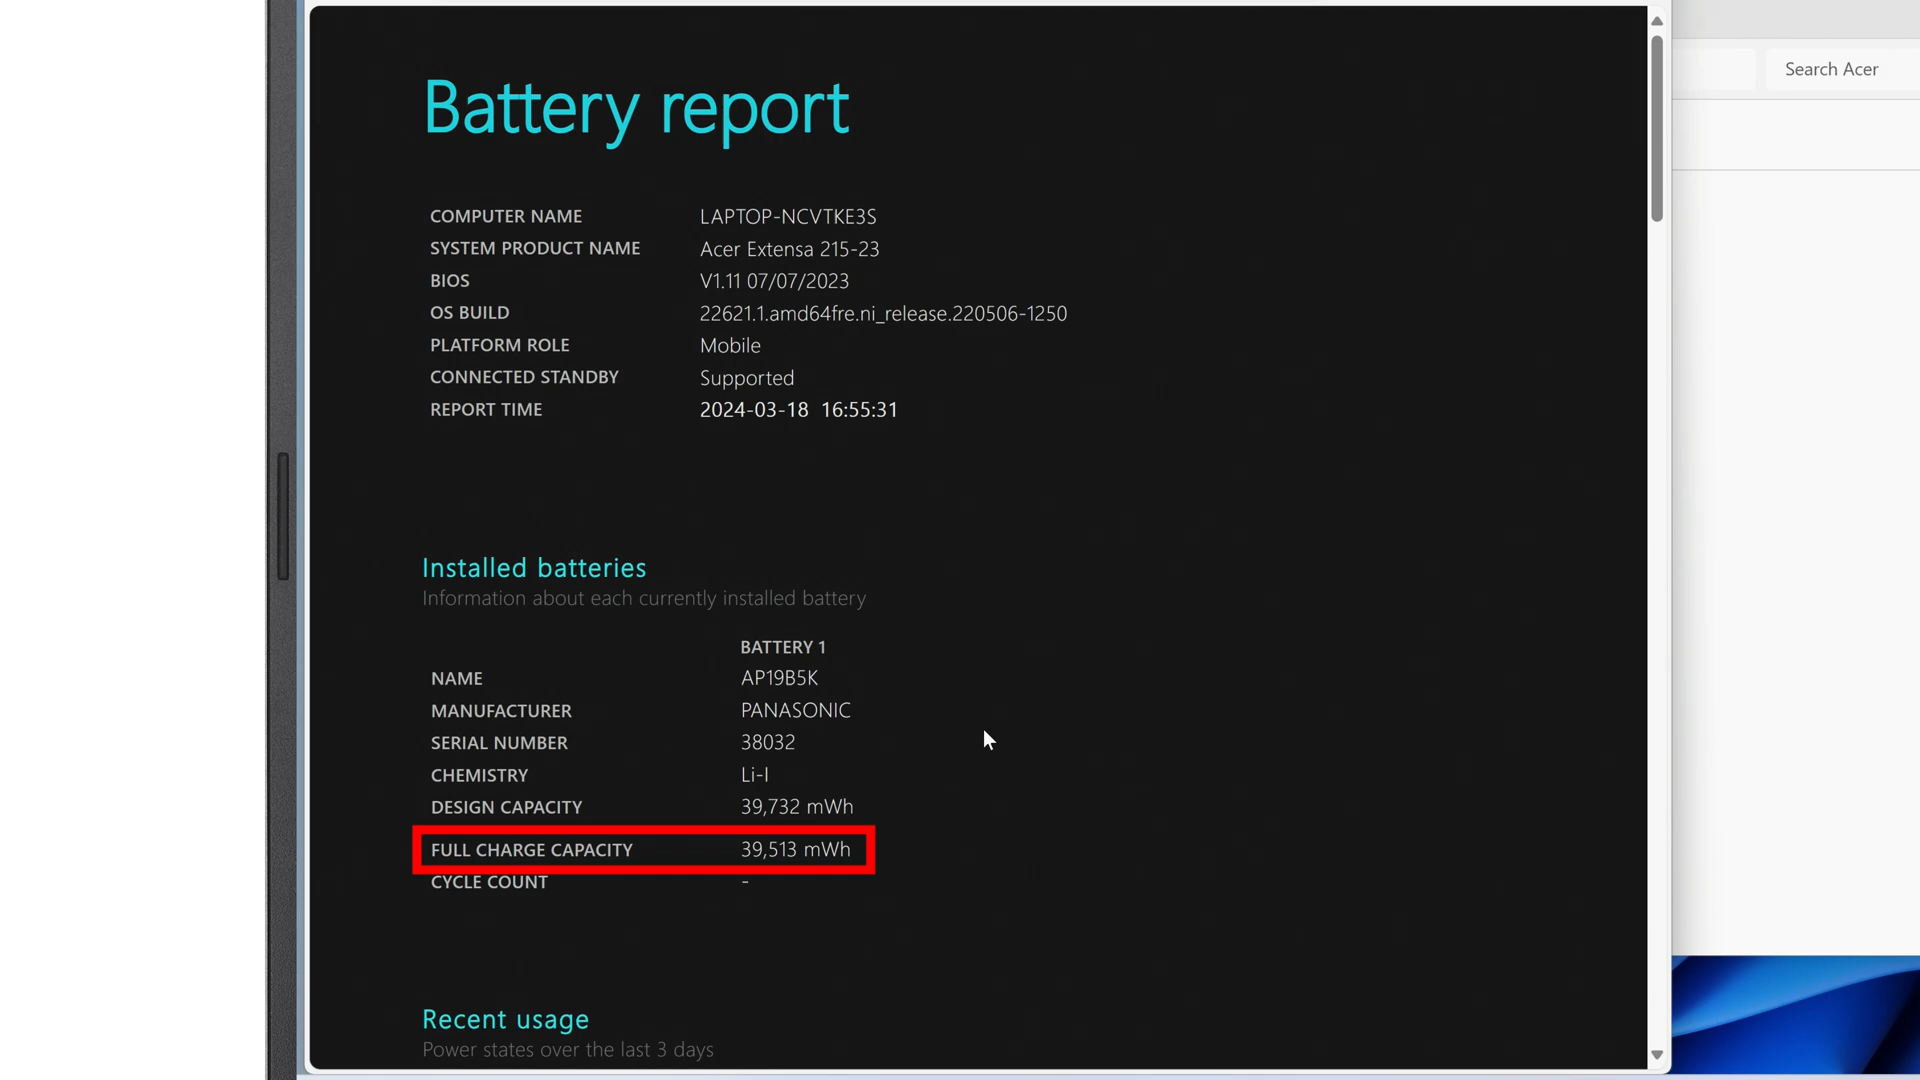 Search Acer
Battery report
COMPUTER NAME LAPTOP-NCVTKE3S
SYSTEM PRODUCT NAME Acer Extensa 215-23
BIOS V1.11 07/07/2023
OS BUILD 22621.1.amd64fre.ni_release.220506-1250
PLATFORM ROLE Mobile
CONNECTED STANDBY Supported
REPORT TIME 2024-03-18 16:55:31
Installed batteries
Information about each currently installed battery
BATTERY 1
NAME AP19B5K
MANUFACTURER PANASONIC
SERIAL NUMBER 38032
CHEMISTRY Li-I
DESIGN CAPACITY 39,732 mWh
FULL CHARGE CAPACITY 39,513 mWh
CYCLE COUNT -
Recent usage
Power states over the last 3 days